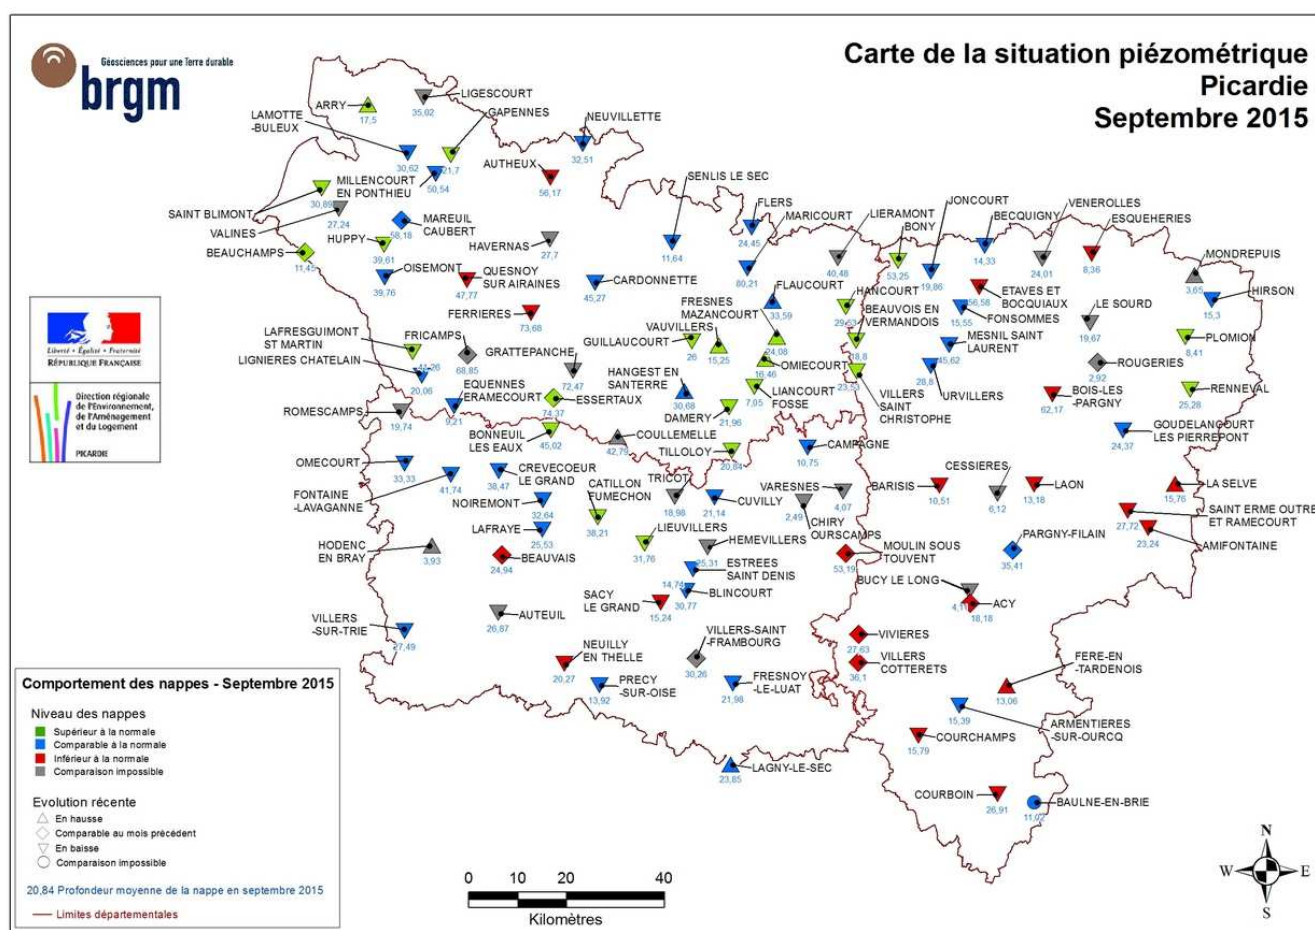 Géosciences pour une Terre durable
brgm
Carte de la situation piézométrique
Picardie
Septembre 2015
ARRY
17,5
LIGESCOURT
35,02
GAPENNES
21,7
LAMOTTE
-BULEUX
30,62
NEUVILLETTE
32,51
AUTHEUX
56,17
MILLENCOURT
EN PONTHIEU
50,54
SAINT BLIMONT
30,89
VALINES
27,24
BEAUCHAMPS
11,45
MAREUIL
CAUBERT
58,18
HUPPY
39,61
OISEMONT
39,76
HAVERNAS
27,7
QUESNOY
SUR AIRAINES
47,77
SENLIS LE SEC
11,64
FLERS
24,45
MARICOURT
80,21
CARDONNETTE
45,27
FERRIERES
73,68
LIERAMONT
40,48
BONY
53,25
JONCOURT
19,86
BECQUIGNY
14,33
VENEROLLES
24,01
ESQUEHERIES
8,36
MONDREPUIS
3,65
HIRSON
15,3
FLAUCOURT
33,59
HANCOURT
29,53
ETAVES ET
BOCQUIAUX
56,58
FONSOMMES
15,55
LE SOURD
19,67
PLOMION
8,41
FRESNES
MAZANCOURT
24,08
VAUVILLERS
15,25
GUILLAUCOURT
26
BEAUVOIS EN
VERMANDOIS
18,8
MESNIL SAINT
LAURENT
45,62
ROUGERIES
2,92
RENNEVAL
25,28
LAFRESGUIMONT
ST MARTIN
FRICAMPS
68,85
LIGNIERES CHATELAIN
20,06
GRATTEPANCHE
72,47
HANGEST EN
SANTERRE
30,68
OMIECOURT
16,46
LIANCOURT
FOSSE
7,05
VILLERS
SAINT
CHRISTOPHE
23,53
URVILLERS
28,8
BOIS-LES
-PARGNY
62,17
GOUDELANCOURT
LES PIERREPONT
24,37
ROMESCAMPS
19,74
EQUENNES
ERAMECOURT
9,21
ESSERTAUX
74,37
DAMERY
21,96
BONNEUIL
LES EAUX
45,02
COULLEMELLE
42,79
TILLOLOY
20,84
CAMPAGNE
10,75
OMECOURT
33,33
FONTAINE
-LAVAGANNE
41,74
CREVECOEUR
LE GRAND
38,47
CATILLON
FUMECHON
38,21
TRICOT
18,98
CUVILLY
21,14
VARESNES
4,07
CHIRY
OURSCAMPS
2,49
BARISIS
10,51
CESSIERES
6,12
LAON
13,18
LA SELVE
15,76
SAINT ERME OUTRE
ET RAMECOURT
27,72
AMIFONTAINE
23,24
NOIREMONT
32,64
LAFRAYE
25,53
LIEUVILLERS
31,76
HEMEVILLERS
25,31
HODENC
EN BRAY
3,93
BEAUVAIS
24,94
ESTREES
SAINT DENIS
14,74
BLINCOURT
30,77
MOULIN SOUS
TOUVENT
53,19
PARGNY-FILAIN
35,41
BUCY LE LONG
ACY
18,18
SACY
LE GRAND
15,24
AUTEUIL
26,87
VILLERS
-SUR-TRIE
27,49
VILLERS-SAINT
-FRAMBOURG
30,26
VIVIERES
27,63
VILLERS
COTTERETS
36,1
NEUILLY
EN THELLE
20,27
PRECY
-SUR-OISE
13,92
FRESNOY
-LE-LUAT
21,98
FERE-EN
-TARDENOIS
13,06
ARMENTIERES
-SUR-OURCQ
15,39
COURCHAMPS
15,79
LAGNY-LE-SEC
23,85
COURBOIN
26,91
BAULNE-EN-BRIE
11,02
Liberté • Égalité • Fraternité
RÉPUBLIQUE FRANÇAISE
Direction régionale
de l'Environnement,
de l'Aménagement
et du Logement
PICARDIE
Comportement des nappes - Septembre 2015
Niveau des nappes
Supérieur à la normale
Comparable à la normale
Inférieur à la normale
Comparaison impossible
Evolution récente
En hausse
Comparable au mois précédent
En baisse
Comparaison impossible
20,84 Profondeur moyenne de la nappe en septembre 2015
Limites départementales
0 10 20 40
Kilomètres
N
W E
S